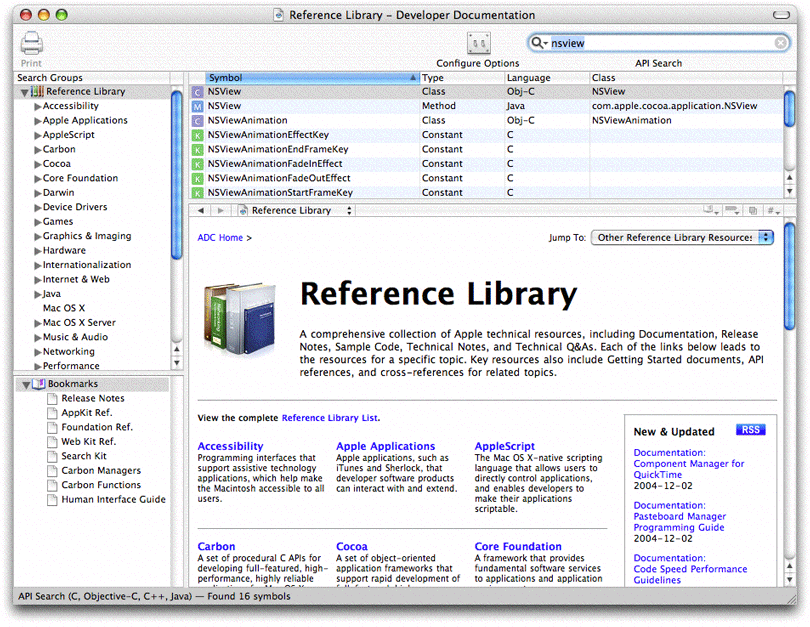 Reference Library – Developer Documentation
Print
Configure Options
nsview
API Search
Search Groups
Reference Library
Accessibility
Apple Applications
AppleScript
Carbon
Cocoa
Core Foundation
Darwin
Device Drivers
Games
Graphics & Imaging
Hardware
Internationalization
Internet & Web
Java
Mac OS X
Mac OS X Server
Music & Audio
Networking
Performance
Bookmarks
Release Notes
AppKit Ref.
Foundation Ref.
Web Kit Ref.
Search Kit
Carbon Managers
Carbon Functions
Human Interface Guide
Symbol Type Language Class
C NSView Class Obj-C NSView
M NSView Method Java com.apple.cocoa.application.NSView
C NSViewAnimation Class Obj-C NSViewAnimation
K NSViewAnimationEffectKey Constant C
K NSViewAnimationEndFrameKey Constant C
K NSViewAnimationFadeInEffect Constant C
K NSViewAnimationFadeOutEffect Constant C
K NSViewAnimationStartFrameKey Constant C
Reference Library
#
ADC Home >
Jump To: Other Reference Library Resources
Reference Library
A comprehensive collection of Apple technical resources, including Documentation, Release
Notes, Sample Code, Technical Notes, and Technical Q&As. Each of the links below leads to
the resources for a specific topic. Key resources also include Getting Started documents, API
references, and cross-references for related topics.
View the complete Reference Library List.
Accessibility
Programming interfaces that
support assistive technology
applications, which help make
the Macintosh accessible to all
users.
Apple Applications
Apple applications, such as
iTunes and Sherlock, that
developer software products
can interact with and extend.
AppleScript
The Mac OS X-native scripting
language that allows users to
directly control applications,
and enables developers to
make their applications
scriptable.
Carbon
A set of procedural C APIs for
developing full-featured, high-
performance, highly reliable
Cocoa
A set of object-oriented
application frameworks that
support rapid development of
Core Foundation
A framework that provides
fundamental software services
to applications and application
New & Updated RSS
Documentation:
Component Manager for
QuickTime
2004-12-02
Documentation:
Pasteboard Manager
Programming Guide
2004-12-02
Documentation:
Code Speed Performance
Guidelines
API Search (C, Objective-C, C++, Java) — Found 16 symbols